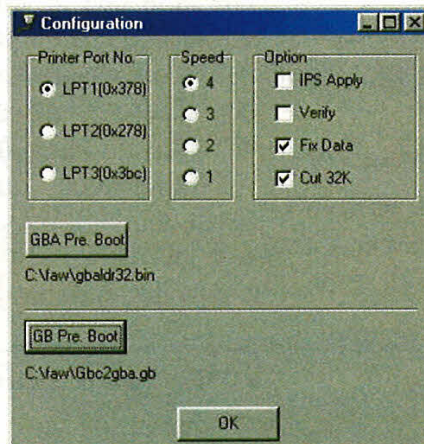 Configuration
Printer Port No. Speed Option
LPT1(0x378) 4 IPS Apply
LPT2(0x278) 3 Verify
LPT3(0x3bc) 2 Fix Data
1 Cut 32K
GBA Pre. Boot
C:\faw\gbaldr32.bin
GB Pre. Boot
C:\faw\Gbc2gba.gb
OK